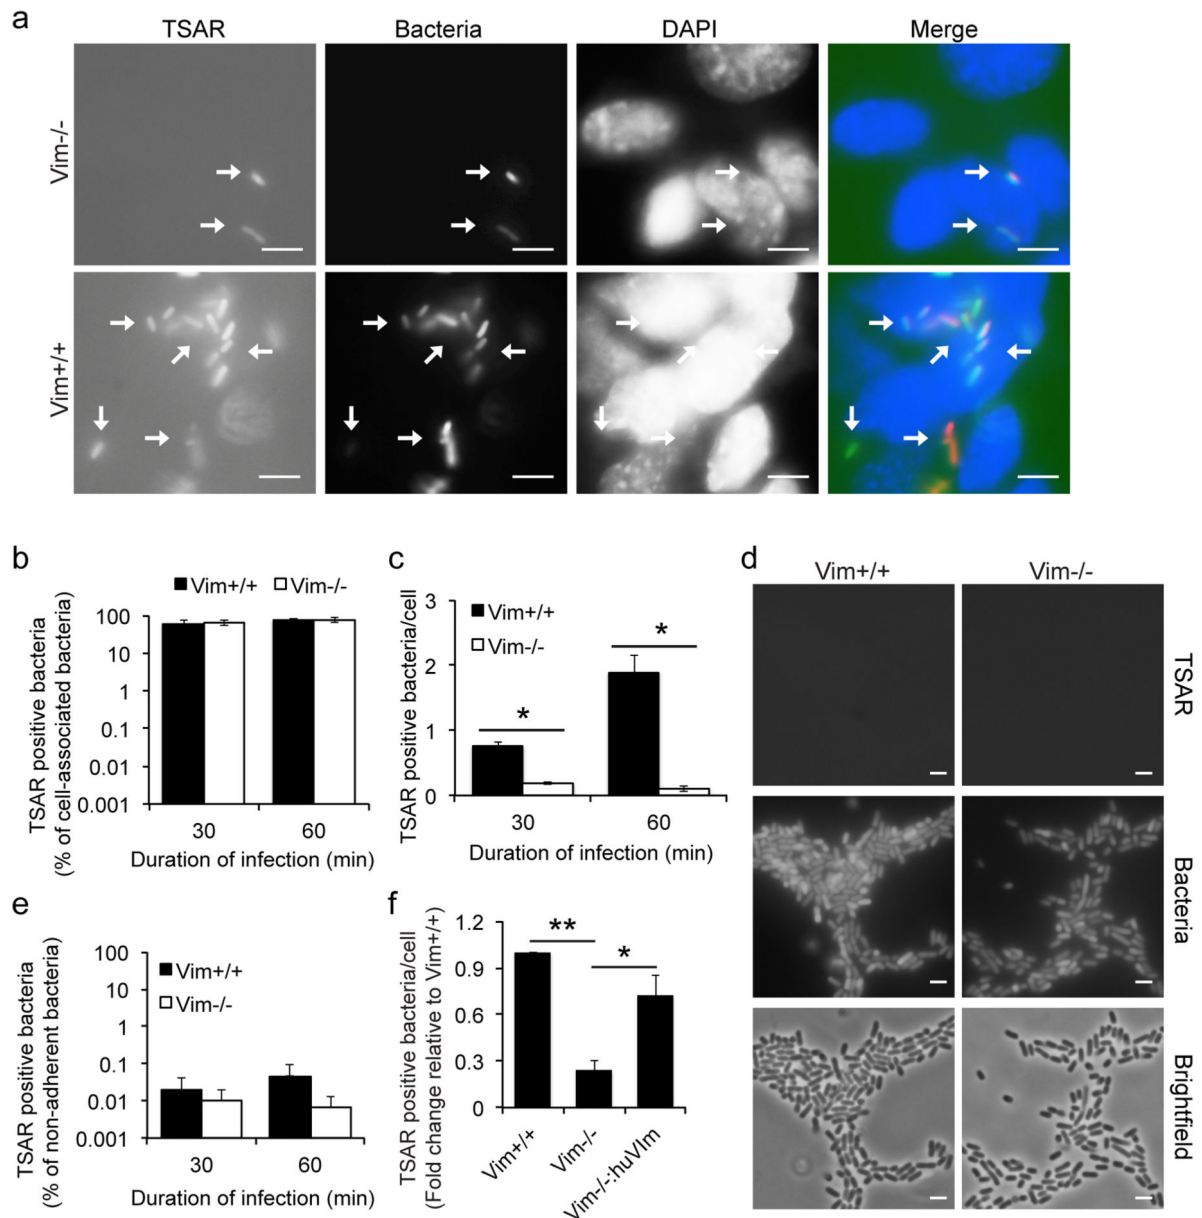 a
TSAR Bacteria DAPI Merge
Vim-/-
Vim+/+
b
Vim+/+ Vim-/-
TSAR positive bacteria
(% of cell-associated bacteria)
100
10
1
0.1
0.01
0.001
30 60
Duration of infection (min)
c
Vim+/+
Vim-/-
TSAR positive bacteria/cell
3
2
1
0
* *
30 60
Duration of infection (min)
d
Vim+/+ Vim-/-
TSAR
Bacteria
Brightfield
e
Vim+/+
Vim-/-
TSAR positive bacteria
(% of non-adherent bacteria)
100
10
1
0.1
0.01
0.001
30 60
Duration of infection (min)
f
TSAR positive bacteria/cell
(Fold change relative to Vim+/+)
1.2
0.9
0.6
0.3
0
** *
Vim+/+
Vim-/-
Vim-/-:huVIm